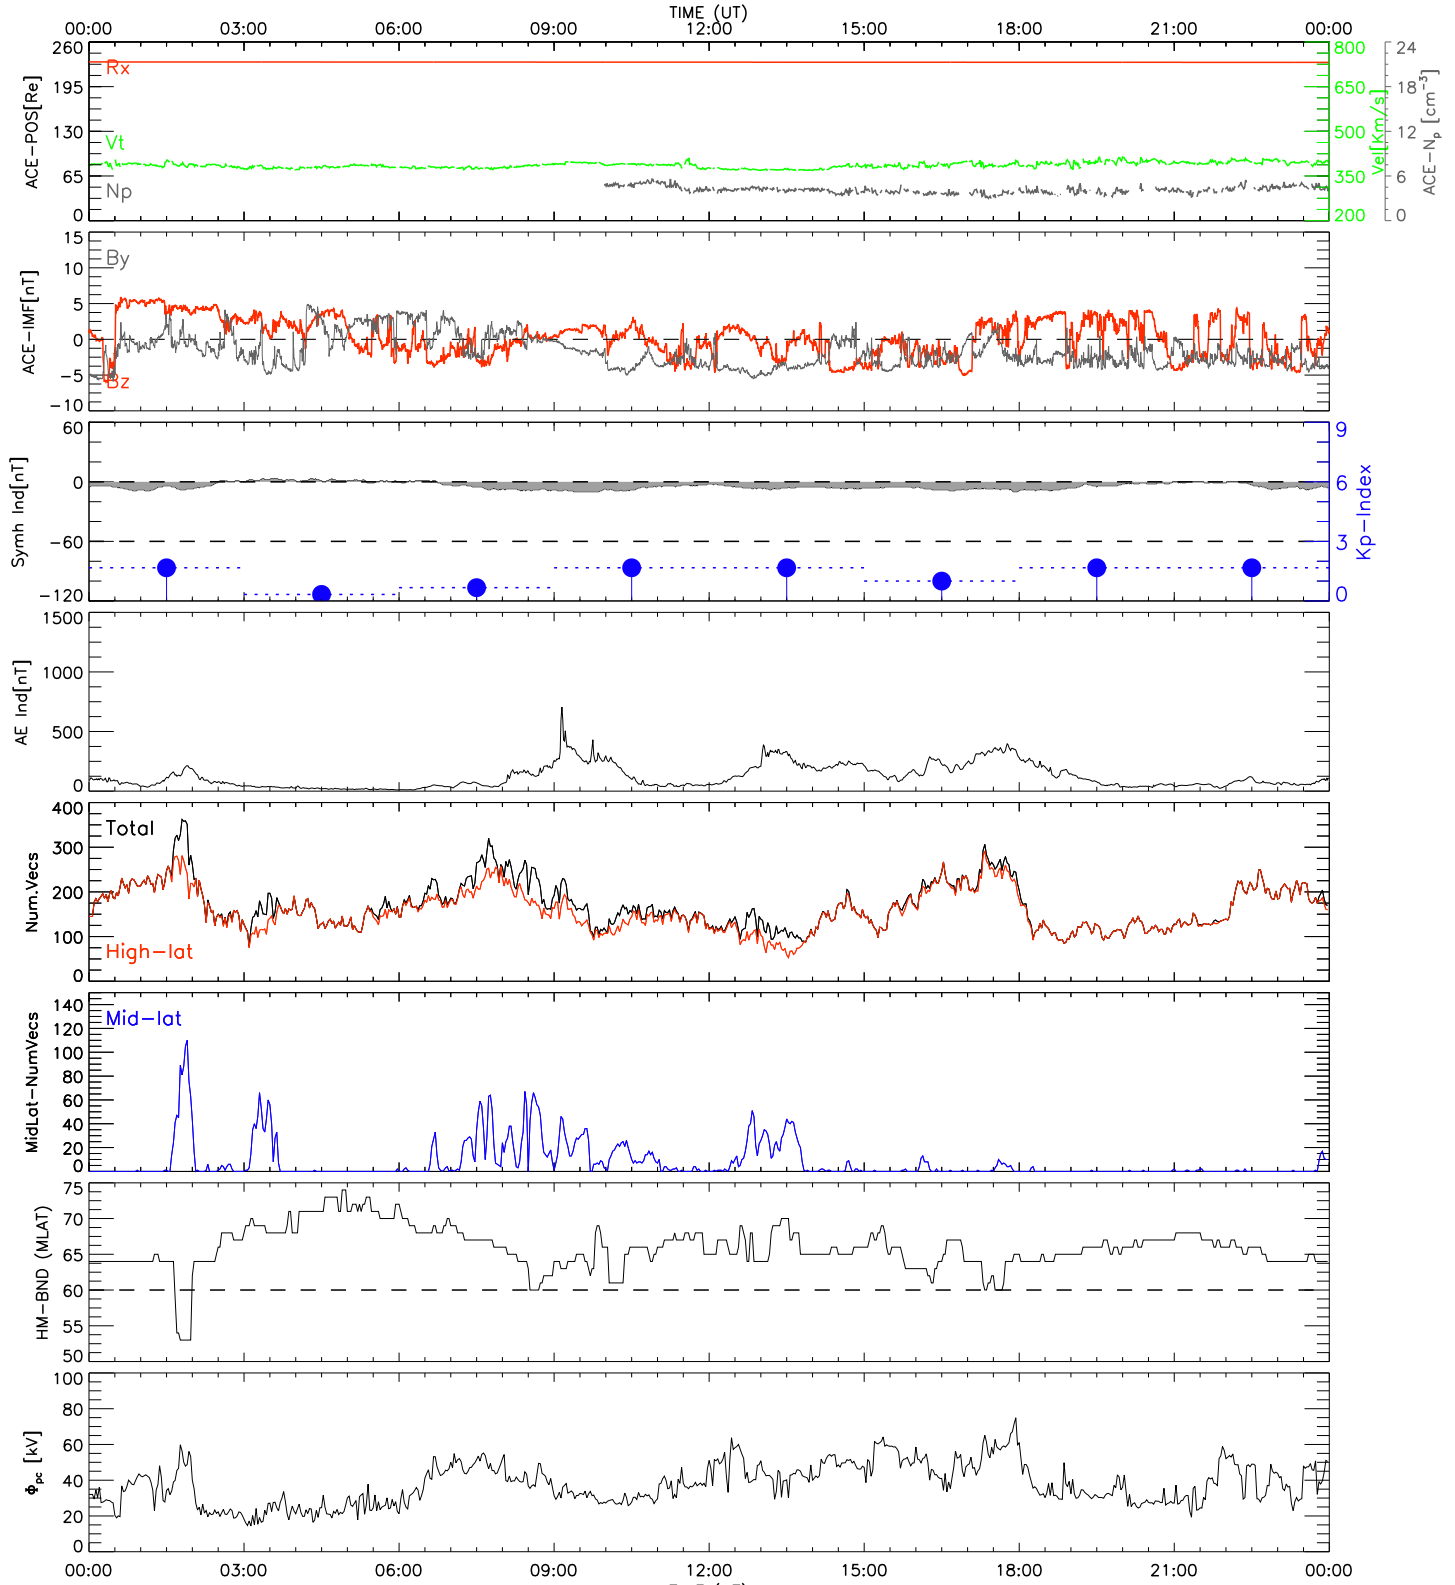 TIME (UT)
00:00 03:00 06:00 09:00 12:00 15:00 18:00 21:00 00:00
260 195 130 65 0
ACE-POS[Re]
Rx
Vt
Np
800 650 500 350 200
Vel[Km/s]
24 18 12 6 0
ACE-Np [cm-3]
15 10 5 0 -5 -10
ACE-IMF[nT]
By
Bz
60 0 -60 -120
Symh Ind[nT]
9 6 3 0
Kp-Index
1500 1000 500 0
AE Ind[nT]
400 300 200 100 0
Num.Vecs
Total
High-lat
140 120 100 80 60 40 20 0
MidLat-NumVecs
Mid-lat
75 70 65 60 55 50
HM-BND (MLAT)
100 80 60 40 20 0
Φpc [kV]
00:00 03:00 06:00 09:00 12:00 15:00 18:00 21:00 00:00